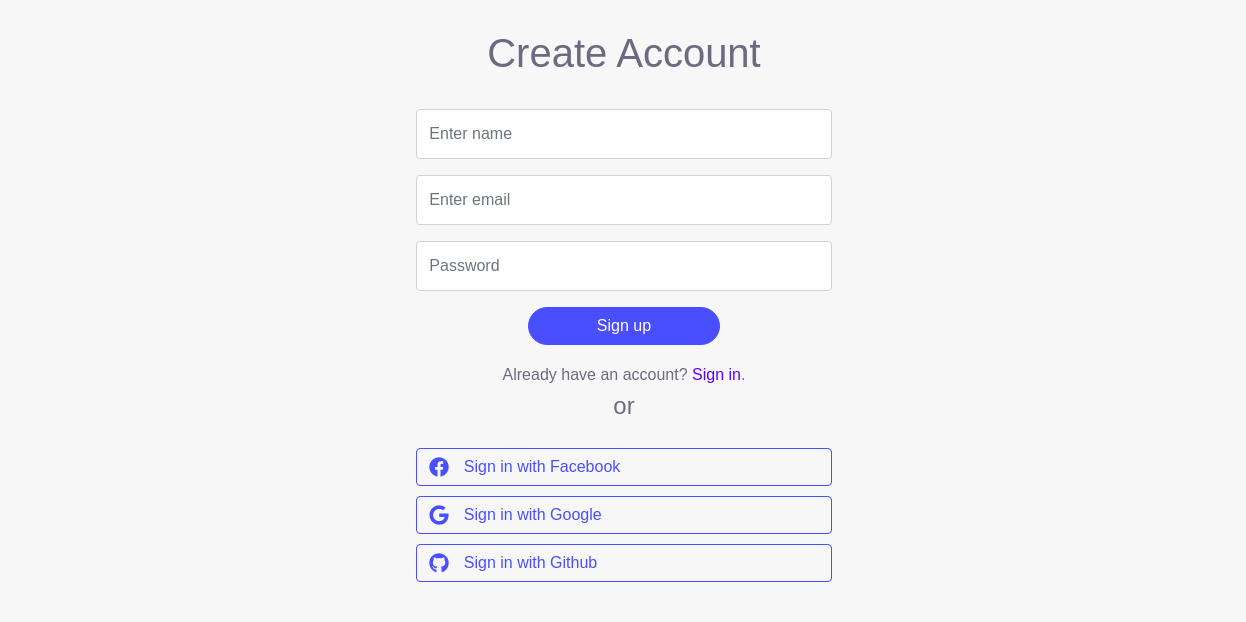 Create Account
Enter name
Enter email
Password
Sign up
Already have an account? Sign in.
or
Sign in with Facebook
Sign in with Google
Sign in with Github